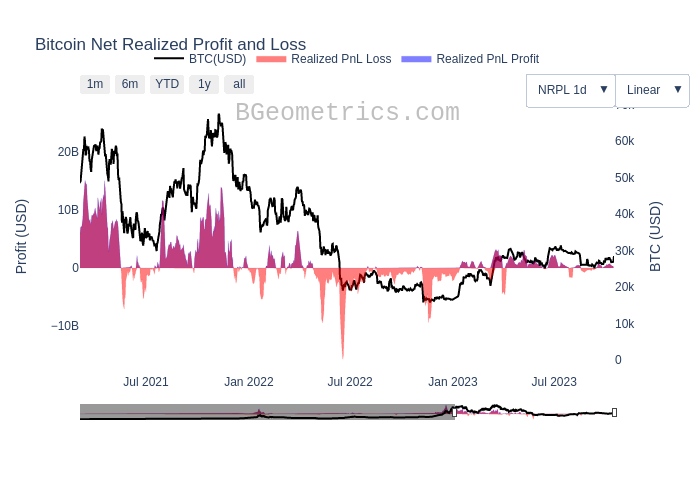 Bitcoin Net Realized Profit and Loss
BTC(USD) Realized PnL Loss Realized PnL Profit
1m 6m YTD 1y all
NRPL 1d ▼ Linear ▼
BGeometrics.com
20B
10B
0
−10B
Profit (USD)
60k
50k
40k
30k
20k
10k
0
BTC (USD)
Jul 2021 Jan 2022 Jul 2022 Jan 2023 Jul 2023